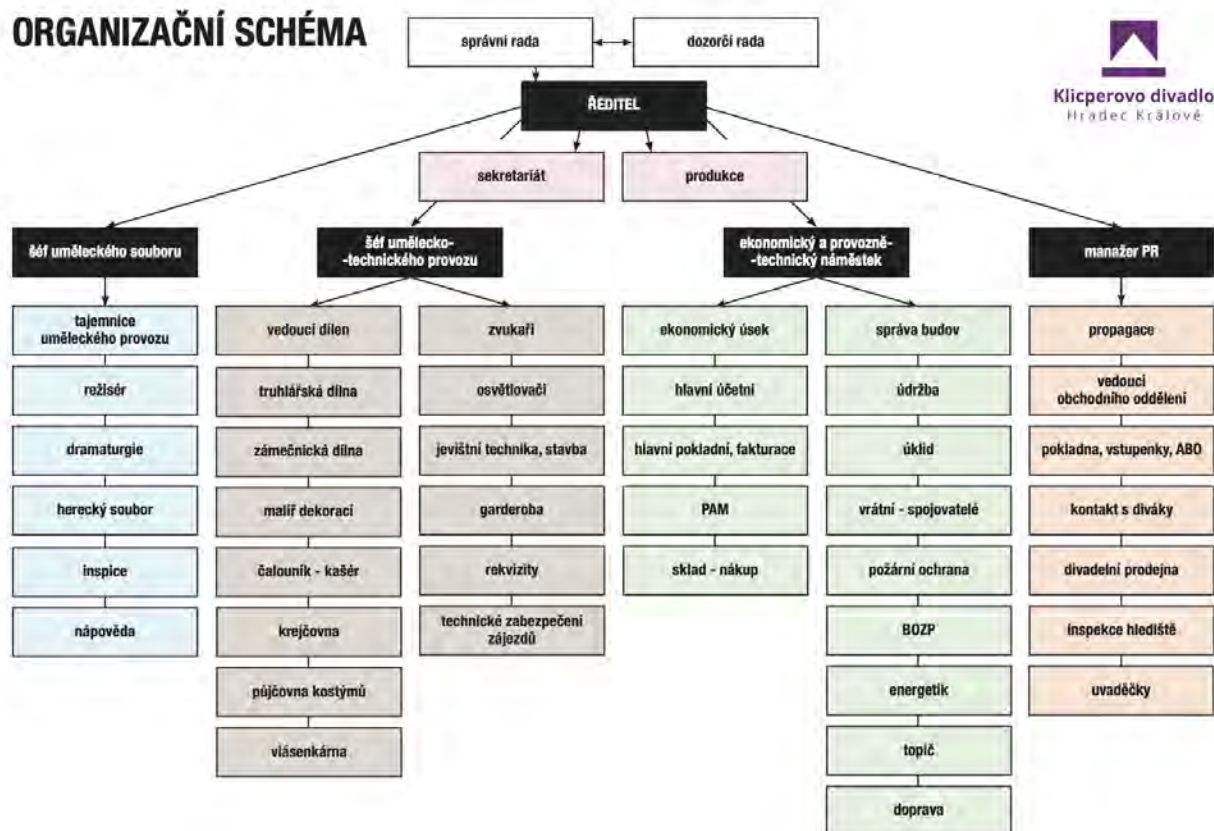 ORGANIZAČNÍ SCHÉMA
správní rada
dozorčí rada
Klicperovo divadlo
Hradec Králové
ŘEDITEL
sekretariát
produkce
šéf uměleckého souboru
šéf umělecko-
-technického provozu
ekonomický a provozně-
-technický náměstek
manažer PR
tajemnice
uměleckého provozu
režisér
dramaturgie
herecký soubor
inspice
nápověda
vedoucí dílen
truhlářská dílna
zámečnická dílna
malíř dekorací
čalouník - kašér
krejčovna
půjčovna kostýmů
vlásenkárna
zvukaři
osvětlovači
jevištní technika, stavba
garderoba
rekvizity
technické zabezpečení
zájezdů
ekonomický úsek
hlavní účetní
hlavní pokladní, fakturace
PAM
sklad - nákup
správa budov
údržba
úklid
vrátní - spojovatelé
požární ochrana
BOZP
energetik
topič
doprava
propagace
vedoucí
obchodního oddělení
pokladna, vstupenky, ABO
kontakt s diváky
divadelní prodejna
inspekce hlediště
uvaděčky